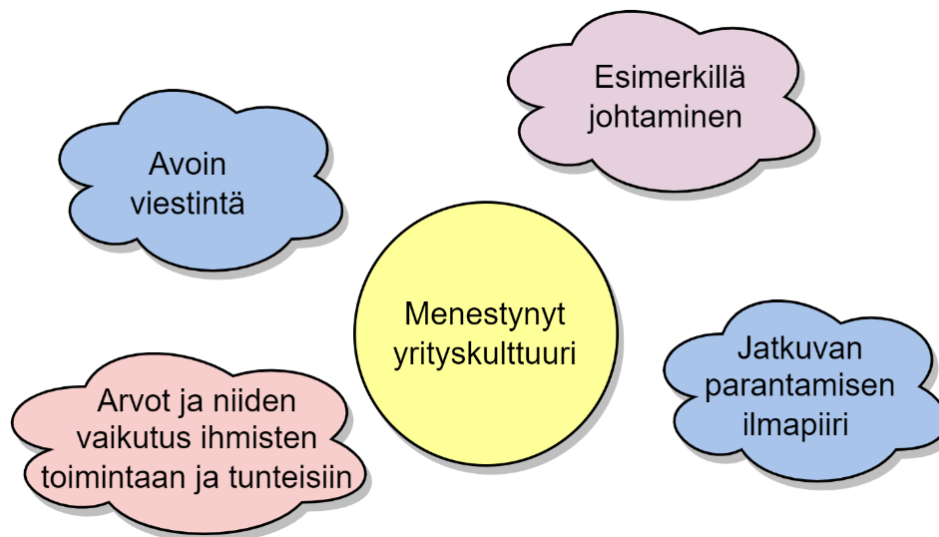 Esimerkillä
johtaminen
Avoin
viestintä
Menestynyt
yrityskulttuuri
Jatkuvan
parantamisen
ilmapiiri
Arvot ja niiden
vaikutus ihmisten
toimintaan ja tunteisiin